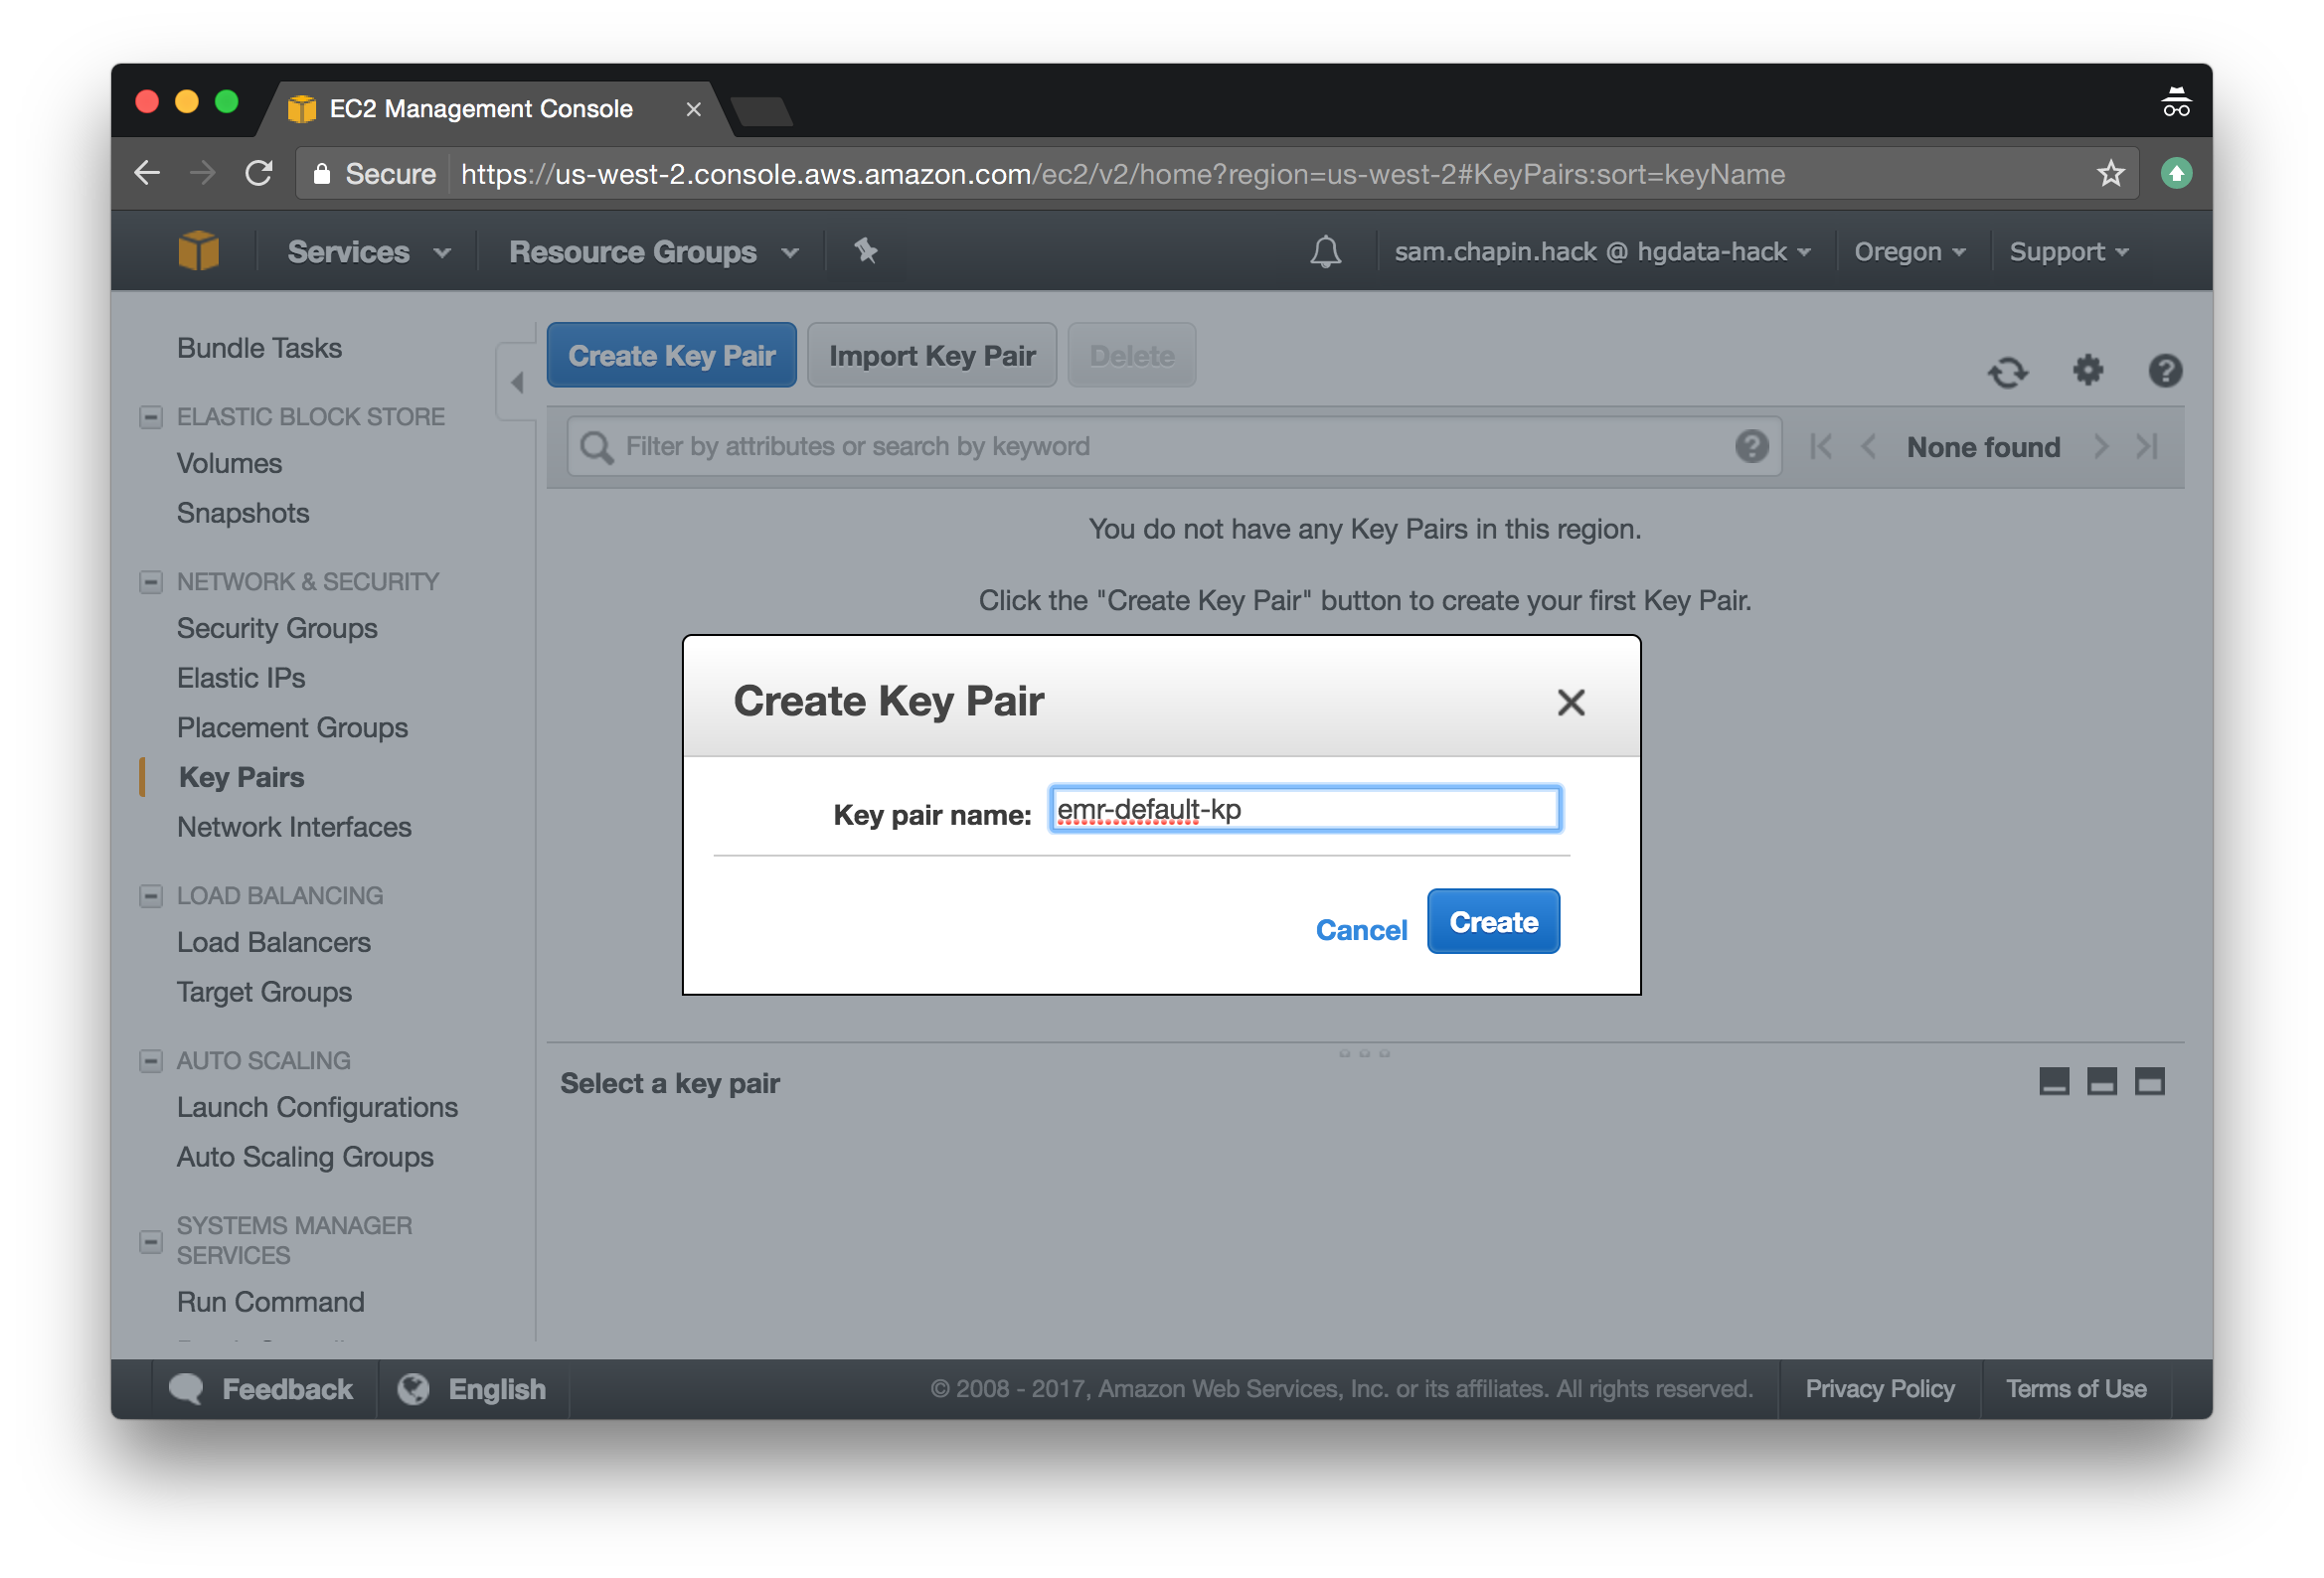 EC2 Management Console
Secure https://us-west-2.console.aws.amazon.com/ec2/v2/home?region=us-west-2#KeyPairs:sort=keyName
Services Resource Groups sam.chapin.hack @ hgdata-hack Oregon Support
Bundle Tasks
ELASTIC BLOCK STORE
Volumes
Snapshots
NETWORK & SECURITY
Security Groups
Elastic IPs
Placement Groups
Key Pairs
Network Interfaces
LOAD BALANCING
Load Balancers
Target Groups
AUTO SCALING
Launch Configurations
Auto Scaling Groups
SYSTEMS MANAGER
SERVICES
Run Command
Create Key Pair Import Key Pair Delete
Filter by attributes or search by keyword None found
You do not have any Key Pairs in this region.
Click the "Create Key Pair" button to create your first Key Pair.
Create Key Pair
Key pair name: emr-default-kp
Cancel Create
Select a key pair
Feedback English © 2008 - 2017, Amazon Web Services, Inc. or its affiliates. All rights reserved. Privacy Policy Terms of Use